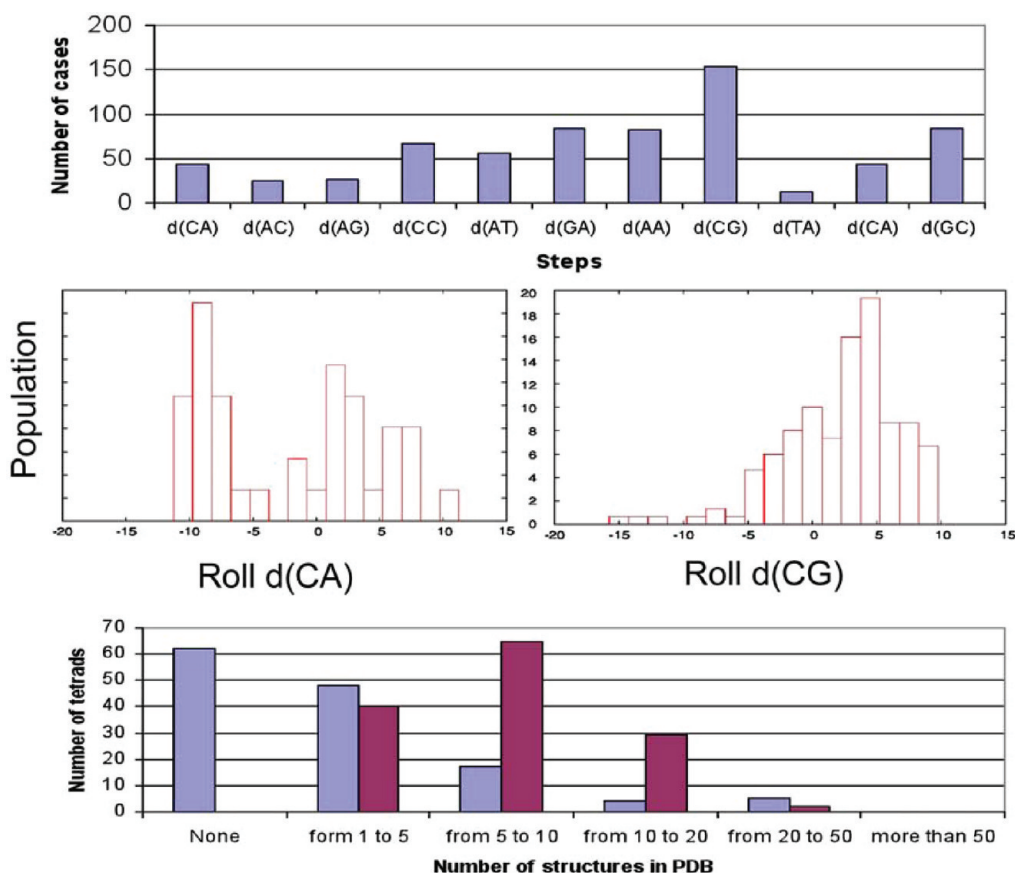 200
150
100
50
0
Number of cases
d(CA) d(AC) d(AG) d(CC) d(AT) d(GA) d(AA) d(CG) d(TA) d(CA) d(GC)
Steps
Population
-20 -15 -10 -5 0 5 10 15
Roll d(CA)
20
18
16
14
12
10
8
6
4
2
0
-20 -15 -10 -5 0 5 10 15
Roll d(CG)
70
60
50
40
30
20
10
0
Number of tetrads
None form 1 to 5 from 5 to 10 from 10 to 20 from 20 to 50 more than 50
Number of structures in PDB